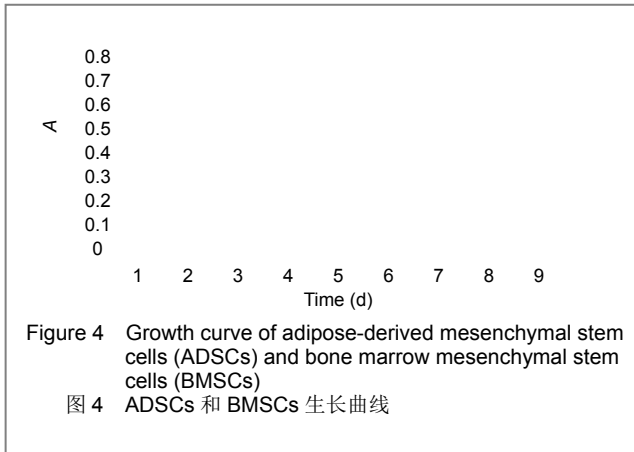 0.8
0.7
0.6
0.5
0.4
0.3
0.2
0.1
0
A
1 2 3 4 5 6 7 8 9
Time (d)
Figure 4 Growth curve of adipose-derived mesenchymal stem
cells (ADSCs) and bone marrow mesenchymal stem
cells (BMSCs)
图 4 ADSCs 和 BMSCs 生长曲线